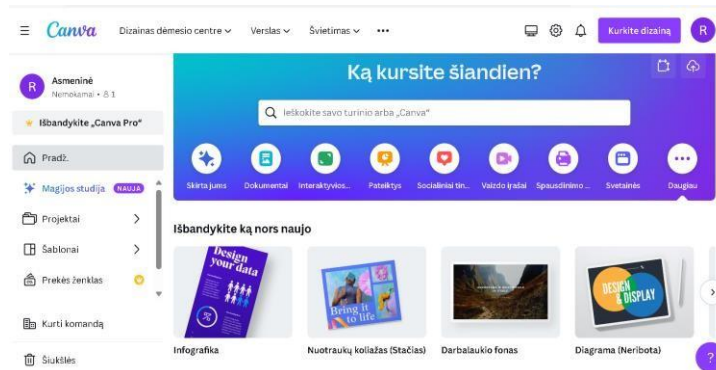 Canva
Dizainas dėmesio centre
Verslas
Švietimas
Kurkite dizainą
R
R
Asmeninė
Nemokamai • 1
Išbandykite „Canva Pro“
Pradž.
Magijos studija
NAUJA
Projektai
Šablonai
Prekės ženklas
Kurti komandą
Šiukšlės
Ką kursite šiandien?
Ieškokite savo turinio arba „Canva“
Skirta jums
Dokumentai
Interaktyvios...
Pateiktys
Socialiniai tin...
Vaizdo įrašai
Spausdinimo ...
Svetainės
Daugiau
Išbandykite ką nors naujo
Design
your data
Bring it
to life
DESIGN
& DISPLAY
Infografika
Nuotraukų koliažas (Stačias)
Darbalaukio fonas
Diagrama (Neribota)
?